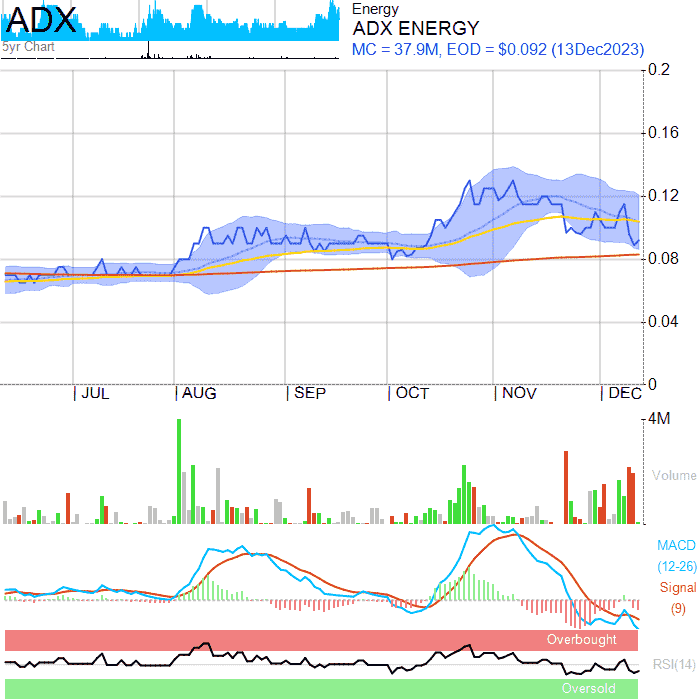 ADX
5yr Chart
Energy
ADX ENERGY
MC = 37.9M, EOD = $0.092 (13Dec2023)
0.2
0.16
0.12
0.08
0.04
0
JUL AUG SEP OCT NOV DEC
4M
Volume
MACD
(12-26)
Signal
(9)
Overbought
RSI(14)
Oversold